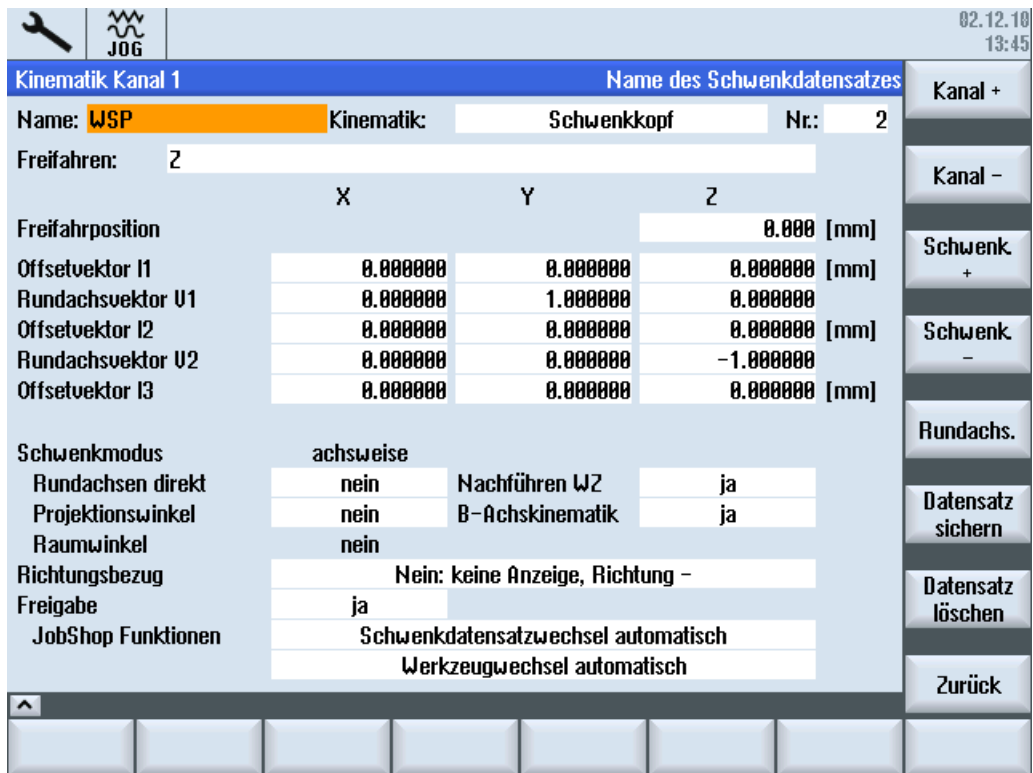 JOG
02.12.10
13:45
Kinematik Kanal 1 Name des Schwenkdatensatzes
Name: WSP Kinematik: Schwenkkopf Nr.: 2
Freifahren: Z
X Y Z
Freifahrposition 0.000 [mm]
Offsetvektor I1 0.000000 0.000000 0.000000 [mm]
Rundachsvektor V1 0.000000 1.000000 0.000000
Offsetvektor I2 0.000000 0.000000 0.000000 [mm]
Rundachsvektor V2 0.000000 0.000000 -1.000000
Offsetvektor I3 0.000000 0.000000 0.000000 [mm]
Schwenkmodus achsweise
Rundachsen direkt nein Nachführen WZ ja
Projektionswinkel nein B-Achskinematik ja
Raumwinkel nein
Richtungsbezug Nein: keine Anzeige, Richtung -
Freigabe ja
JobShop Funktionen Schwenkdatensatzwechsel automatisch
Werkzeugwechsel automatisch
Kanal +
Kanal -
Schwenk.
+
Schwenk.
-
Rundachs.
Datensatz
sichern
Datensatz
löschen
Zurück